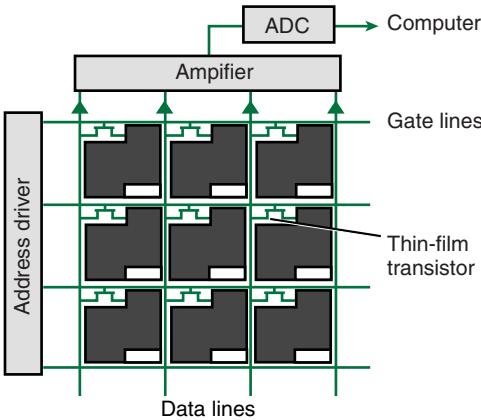 ADC
Computer
Ampifier
Gate lines
Address driver
Thin-film
transistor
Data lines